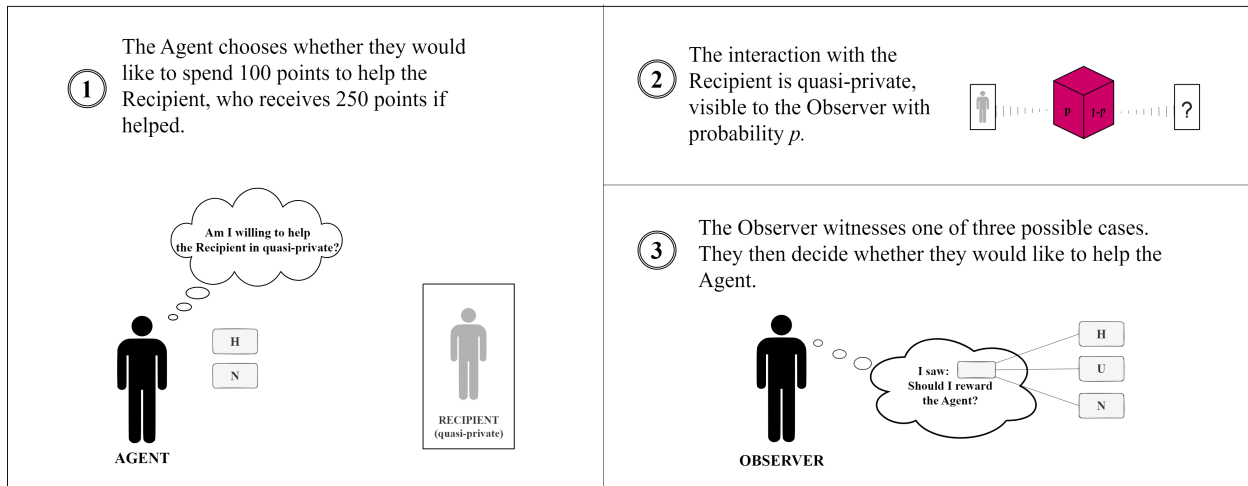 1
The Agent chooses whether they would
like to spend 100 points to help the
Recipient, who receives 250 points if
helped.
Am I willing to help
the Recipient in quasi-private?
H
N
RECIPIENT
(quasi-private)
AGENT
2
The interaction with the
Recipient is quasi-private,
visible to the Observer with
probability p.
p
1-p
?
3
The Observer witnesses one of three possible cases.
They then decide whether they would like to help the
Agent.
I saw:
Should I reward
the Agent?
H
U
N
OBSERVER